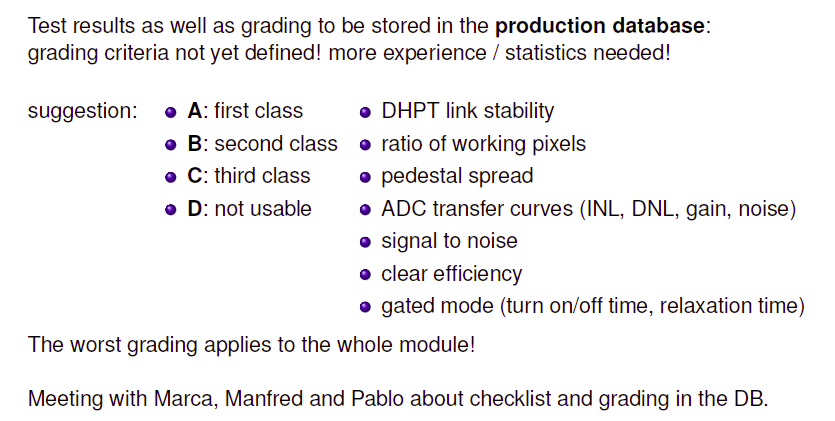 Test results as well as grading to be stored in the production database:
grading criteria not yet defined! more experience / statistics needed!
suggestion:
A: first class
B: second class
C: third class
D: not usable
DHPT link stability
ratio of working pixels
pedestal spread
ADC transfer curves (INL, DNL, gain, noise)
signal to noise
clear efficiency
gated mode (turn on/off time, relaxation time)
The worst grading applies to the whole module!
Meeting with Marca, Manfred and Pablo about checklist and grading in the DB.